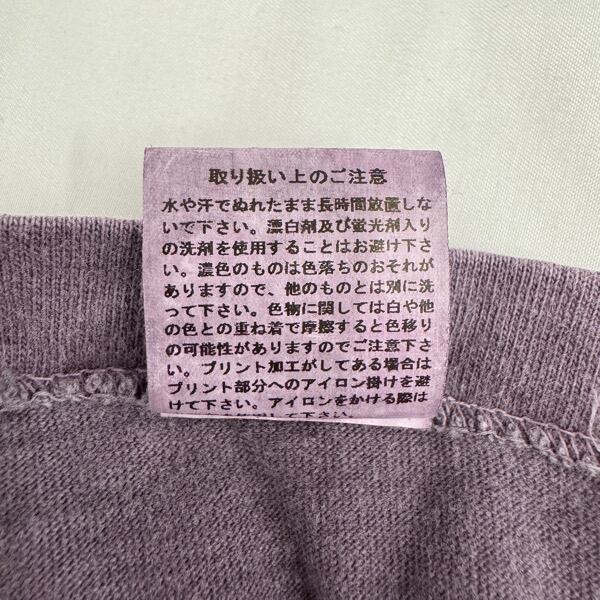 取り扱い上のご注意
水や汗でぬれたまま長時間放置しな
いで下さい。漂白剤及び蛍光剤入り
の洗剤を使用することはお避け下さ
い。濃色のものは色落ちのおそれが
ありますので、他のものとは別に洗
って下さい。色物に関しては白や他
の色との重ね着で摩擦すると色移り
の可能性がありますのでご注意下さ
い。プリント加工がしてある場合は
プリント部分へのアイロン掛けを避
けて下さい。アイロンをかける際は